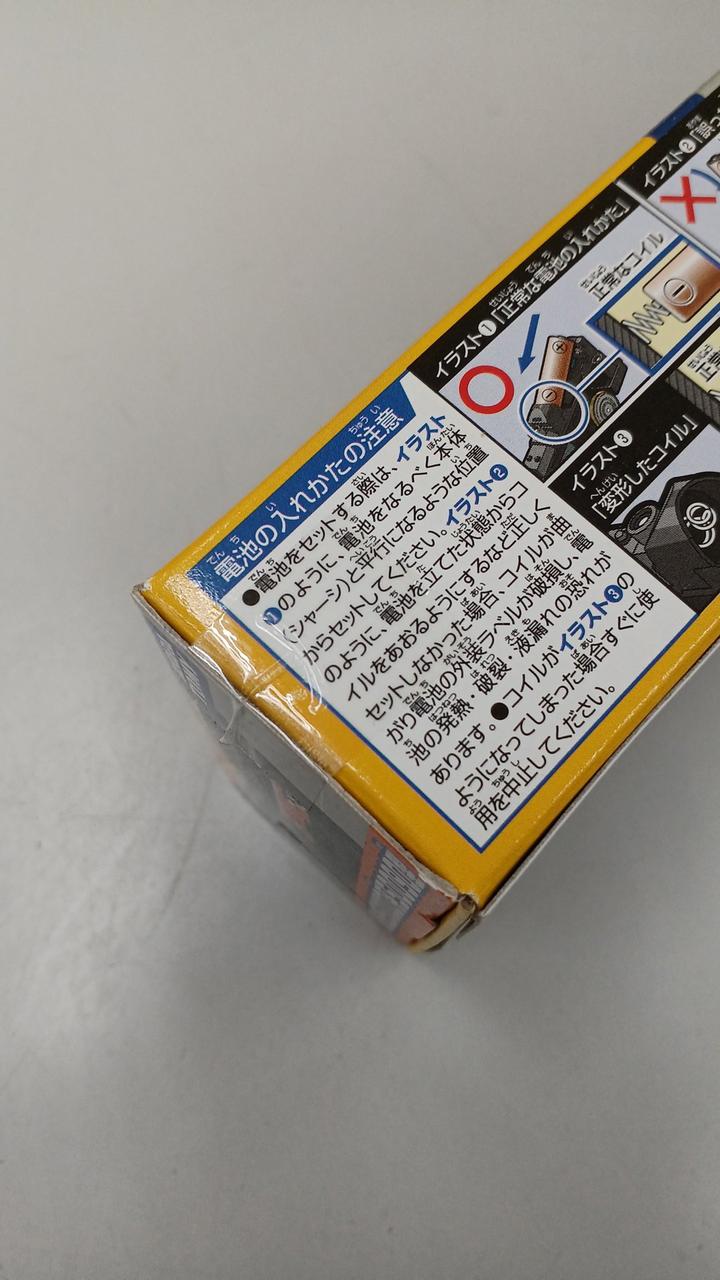 電池の入れかたの注意
●電池をセットする際は、イラスト
❶のように、電池をなるべく本体
(シャーシ)と平行になるような位置
からセットしてください。イラスト❷
のように、電池を立てた状態からコ
イルをあおるようにするなど正しく
セットしなかった場合、コイルが曲
がり電池の外装ラベルが破損し、電
池の発熱・破裂・液漏れの恐れが
あります。●コイルがイラスト❸の
ようになってしまった場合すぐに使
用を中止してください。
イラスト❶「正常な電池の入れかた」
正常なコイル
イラスト❷
イラスト❸
「変形したコイル」